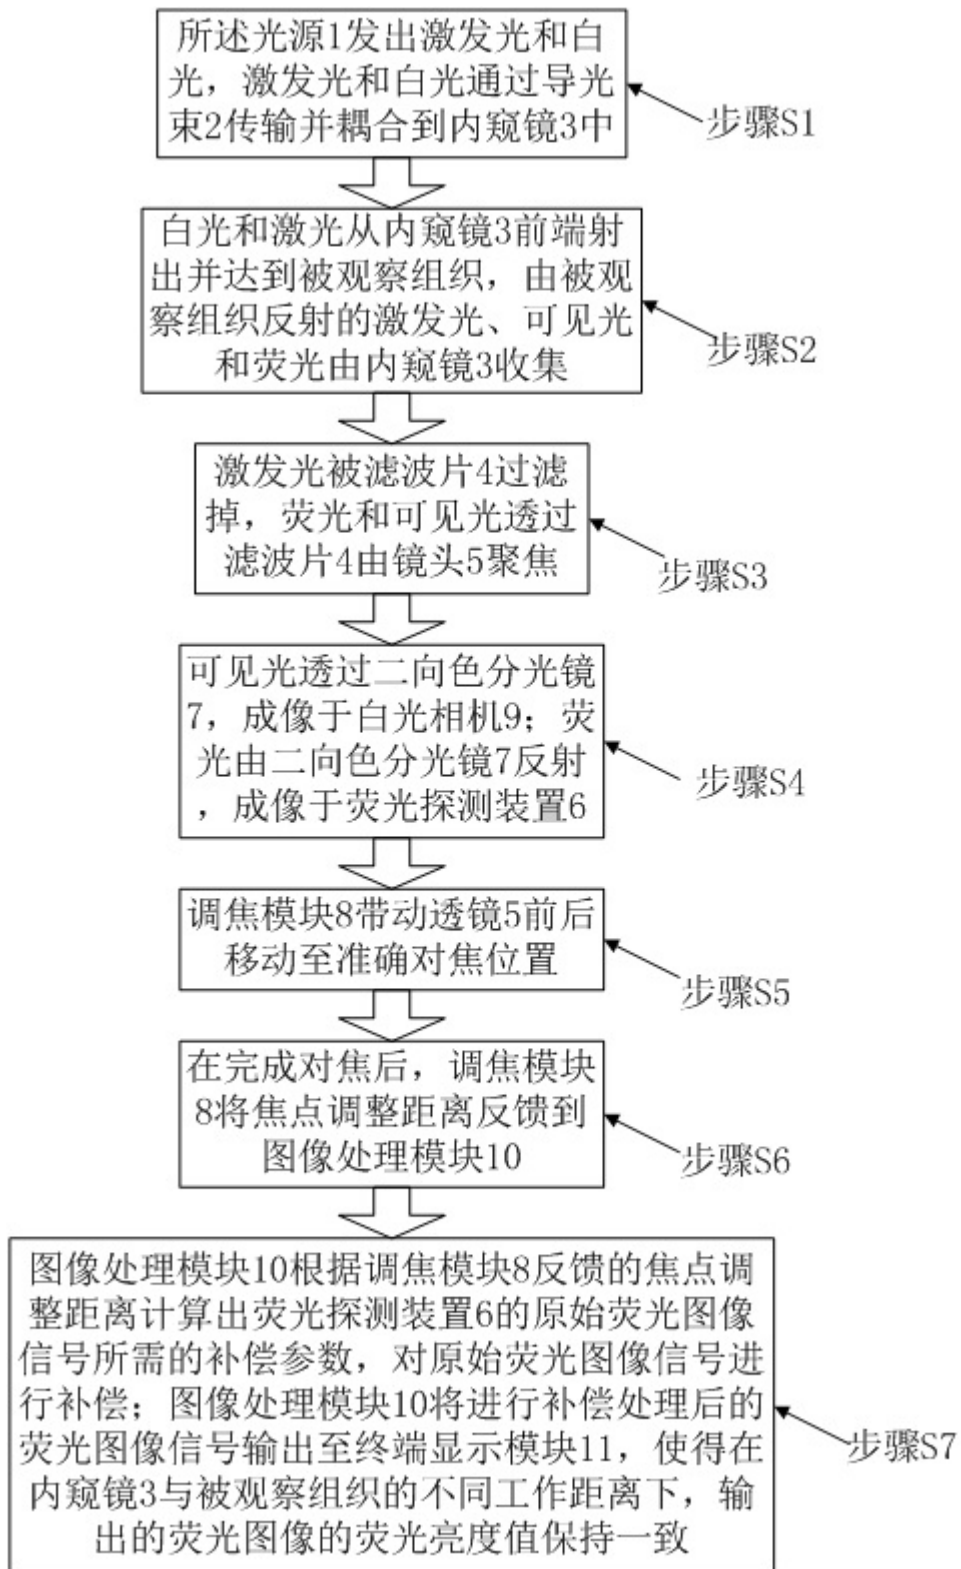 所述光源1发出激发光和白
光，激发光和白光通过导光
束2传输并耦合到内窥镜3中
步骤S1
白光和激光从内窥镜3前端射
出并达到被观察组织，由被观
察组织反射的激发光、可见光
和荧光由内窥镜3收集
步骤S2
激发光被滤波片4过滤
掉，荧光和可见光透过
滤波片4由镜头5聚焦
步骤S3
可见光透过二向色分光镜
7，成像于白光相机9；荧
光由二向色分光镜7反射
，成像于荧光探测装置6
步骤S4
调焦模块8带动透镜5前后
移动至准确对焦位置
步骤S5
在完成对焦后，调焦模块
8将焦点调整距离反馈到
图像处理模块10
步骤S6
图像处理模块10根据调焦模块8反馈的焦点调
整距离计算出荧光探测装置6的原始荧光图像
信号所需的补偿参数，对原始荧光图像信号进
行补偿；图像处理模块10将进行补偿处理后的
荧光图像信号输出至终端显示模块11，使得在
内窥镜3与被观察组织的不同工作距离下，输
出的荧光图像的荧光亮度值保持一致
步骤S7